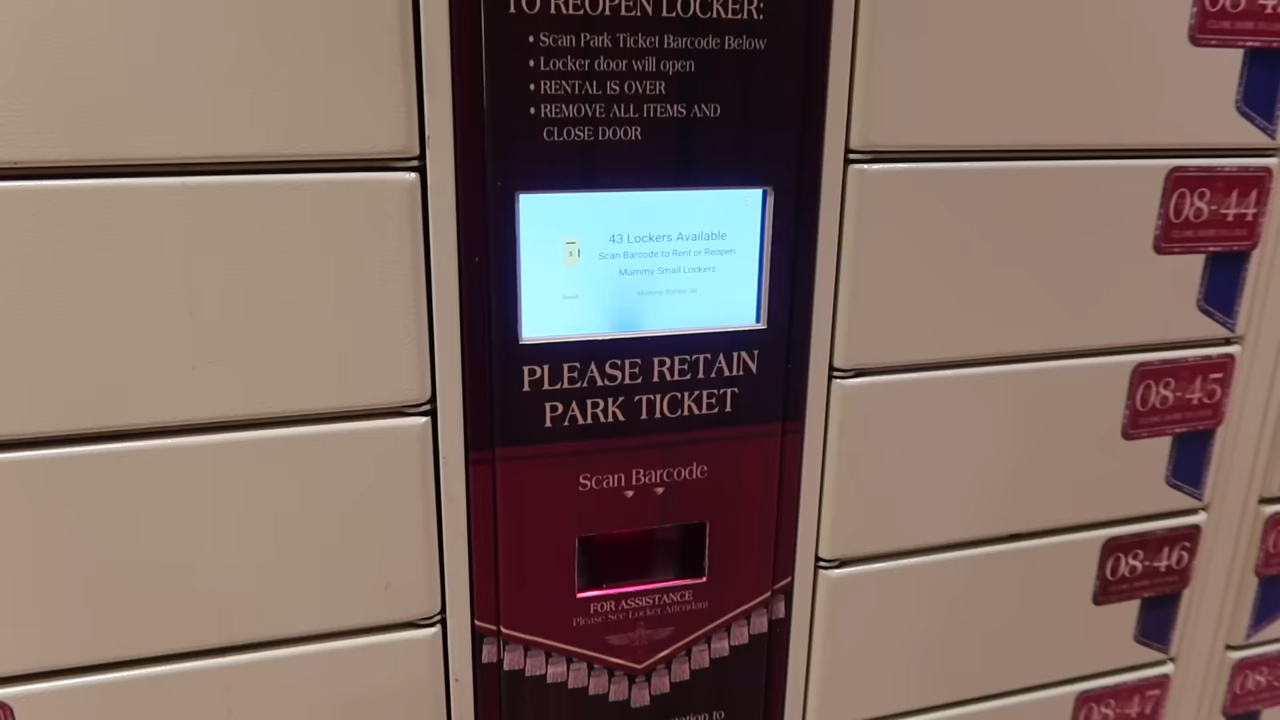 TO REOPEN LOCKER:
• Scan Park Ticket Barcode Below
• Locker door will open
• RENTAL IS OVER
• REMOVE ALL ITEMS AND
CLOSE DOOR
43 Lockers Available
Scan Barcode to Rent or Reopen
Mummy Small Lockers
Small
PLEASE RETAIN
PARK TICKET
Scan Barcode
FOR ASSISTANCE
Please See Locker Attendant
08-44
08-45
08-46
08-47